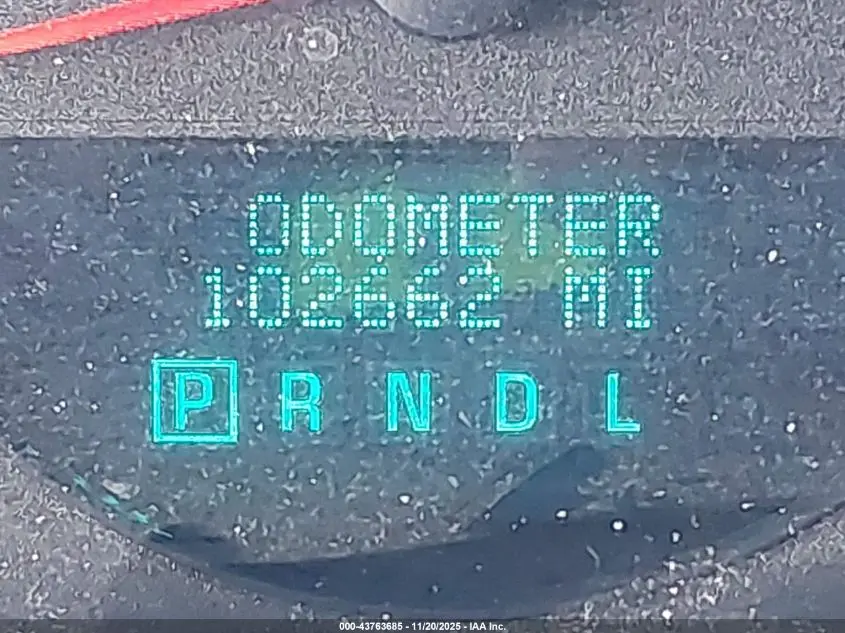 ODOMETER
102662 MI
P R N D L
000-43763685 - 11/20/2025 - IAA Inc.